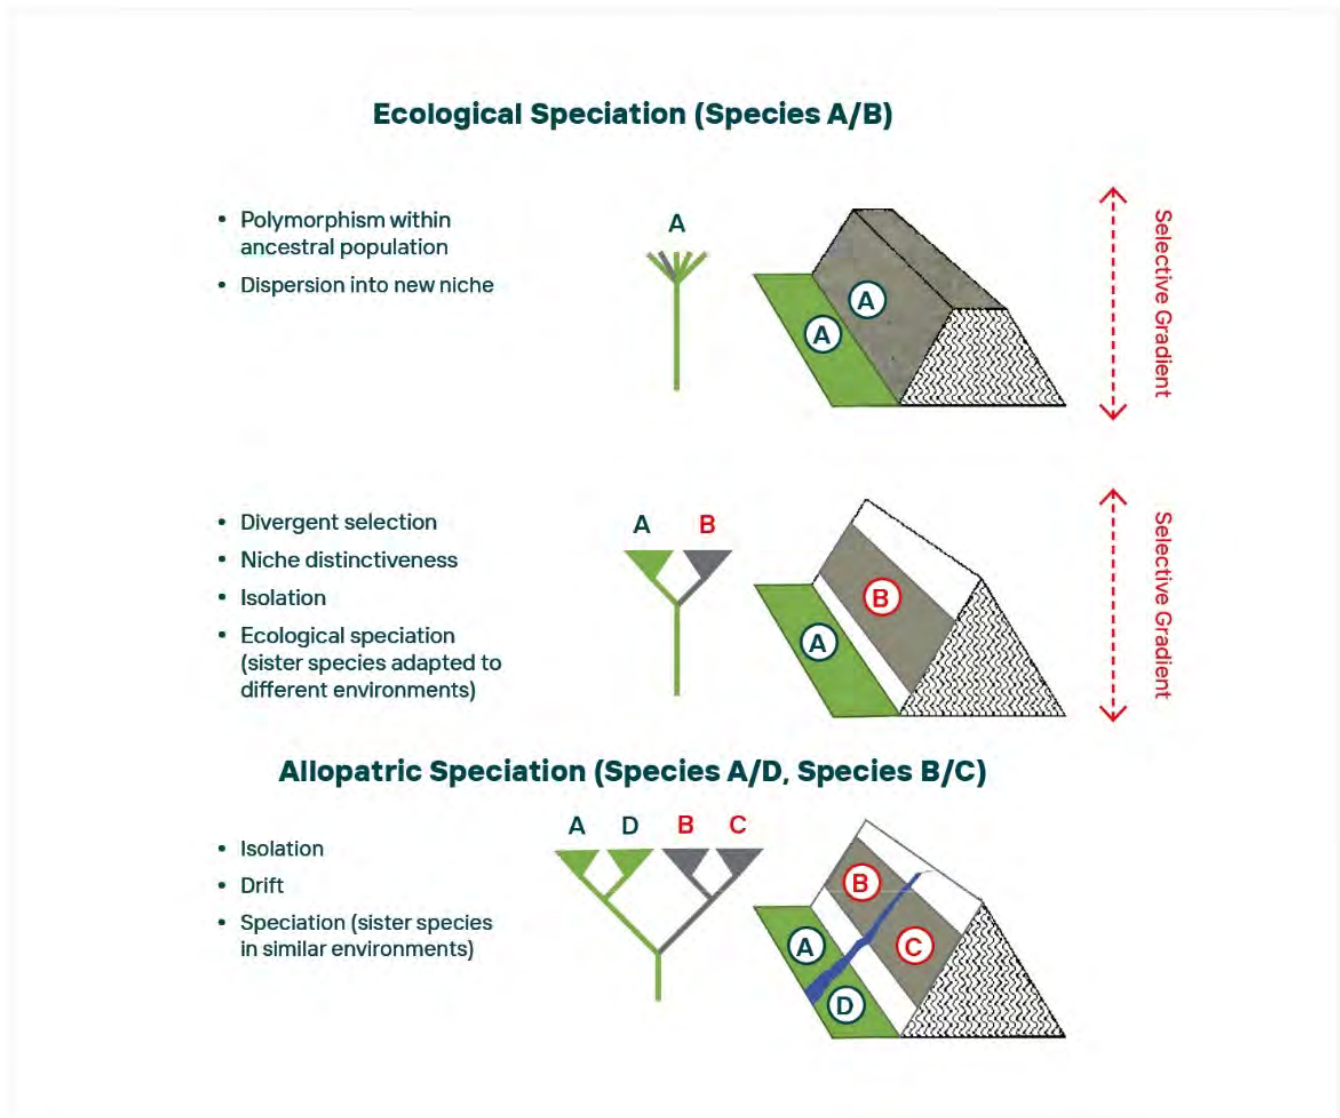 Ecological Speciation (Species A/B)
• Polymorphism within
ancestral population
• Dispersion into new niche
A
A
A
Selective Gradient
• Divergent selection
• Niche distinctiveness
• Isolation
• Ecological speciation
(sister species adapted to
different environments)
A B
B
A
Selective Gradient
Allopatric Speciation (Species A/D, Species B/C)
• Isolation
• Drift
• Speciation (sister species
in similar environments)
A D B C
B
A
C
D